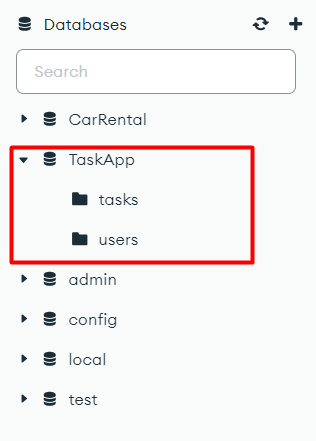 Databases
Search
CarRental
TaskApp
tasks
users
admin
config
local
test